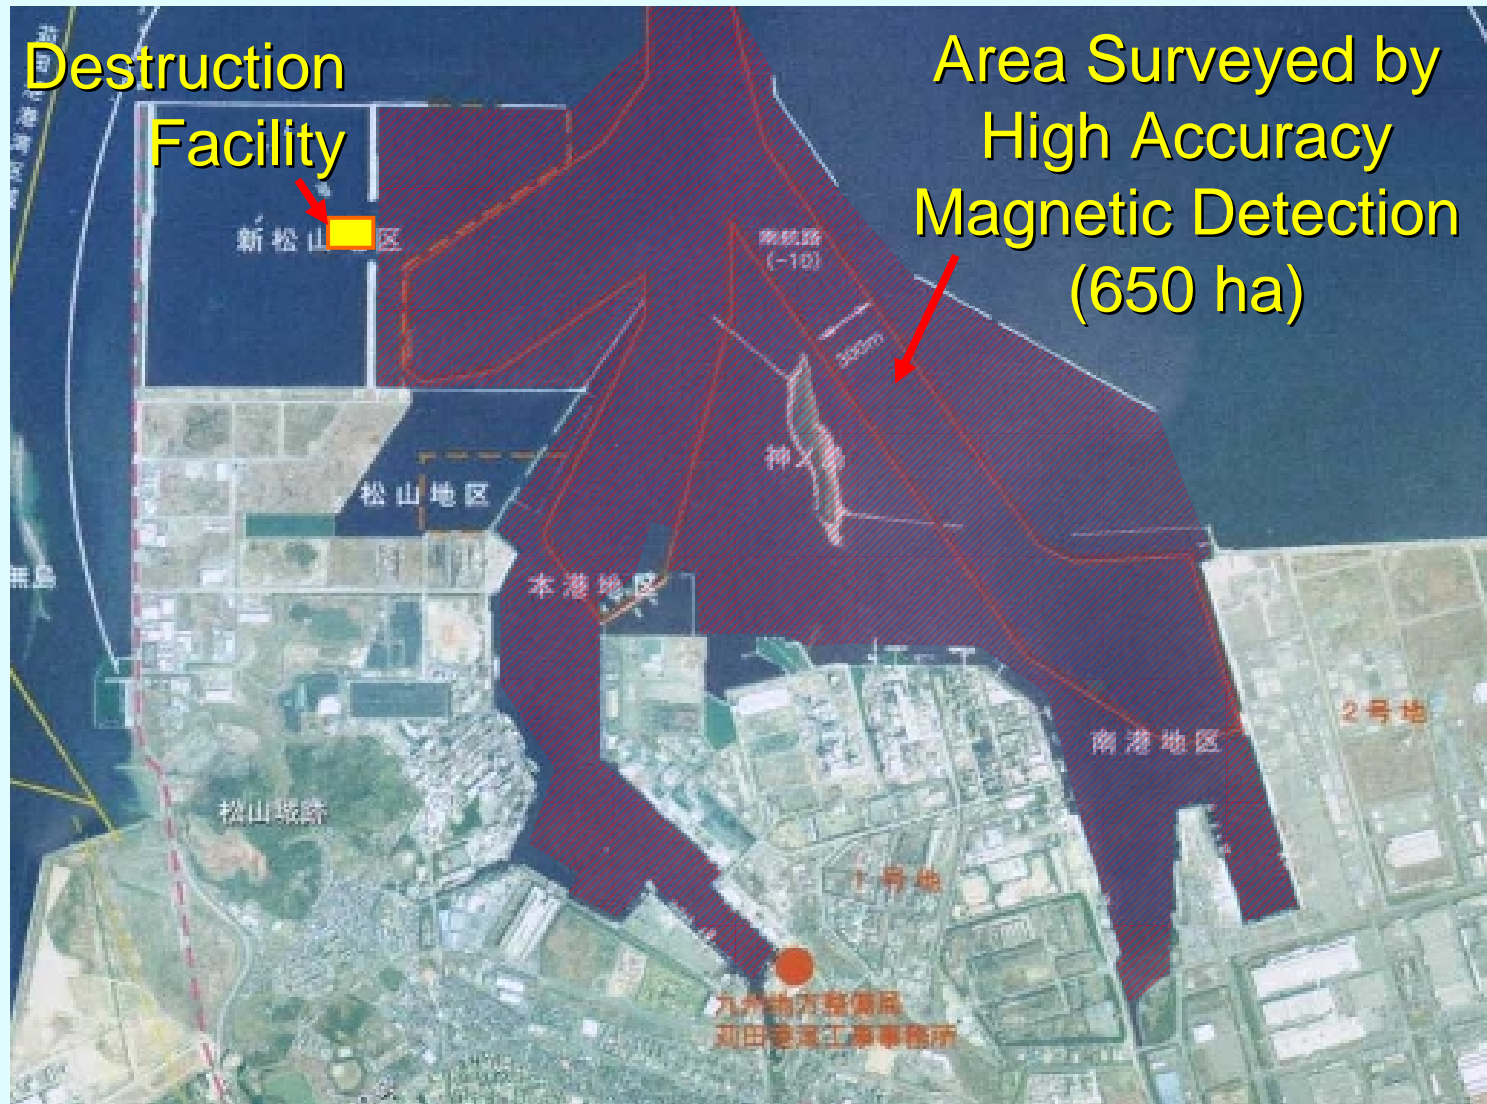 Destruction
Facility
Area Surveyed by
High Accuracy
Magnetic Detection
(650 ha)
新松山 区
南航路
(-10)
300m
松山地区
本港地区
南港地区
2号地
松山城跡
1号地
九州地方整備局
苅田港湾工事事務所